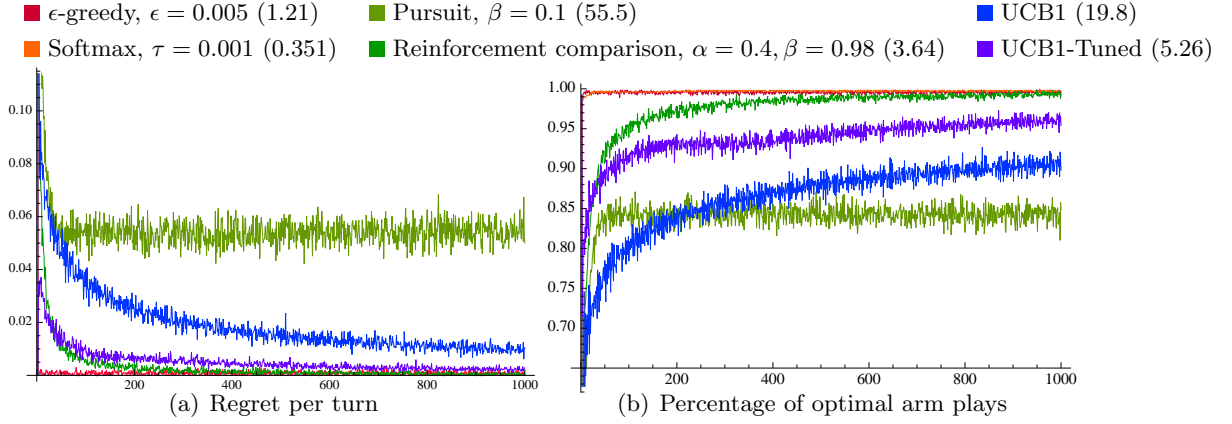 ϵ-greedy, ϵ = 0.005 (1.21) Pursuit, β = 0.1 (55.5) UCB1 (19.8)
Softmax, τ = 0.001 (0.351) Reinforcement comparison, α = 0.4, β = 0.98 (3.64) UCB1-Tuned (5.26)
0.10
0.08
0.06
0.04
0.02
200 400 600 800 1000
(a) Regret per turn
1.00
0.95
0.90
0.85
0.80
0.75
0.70
200 400 600 800 1000
(b) Percentage of optimal arm plays